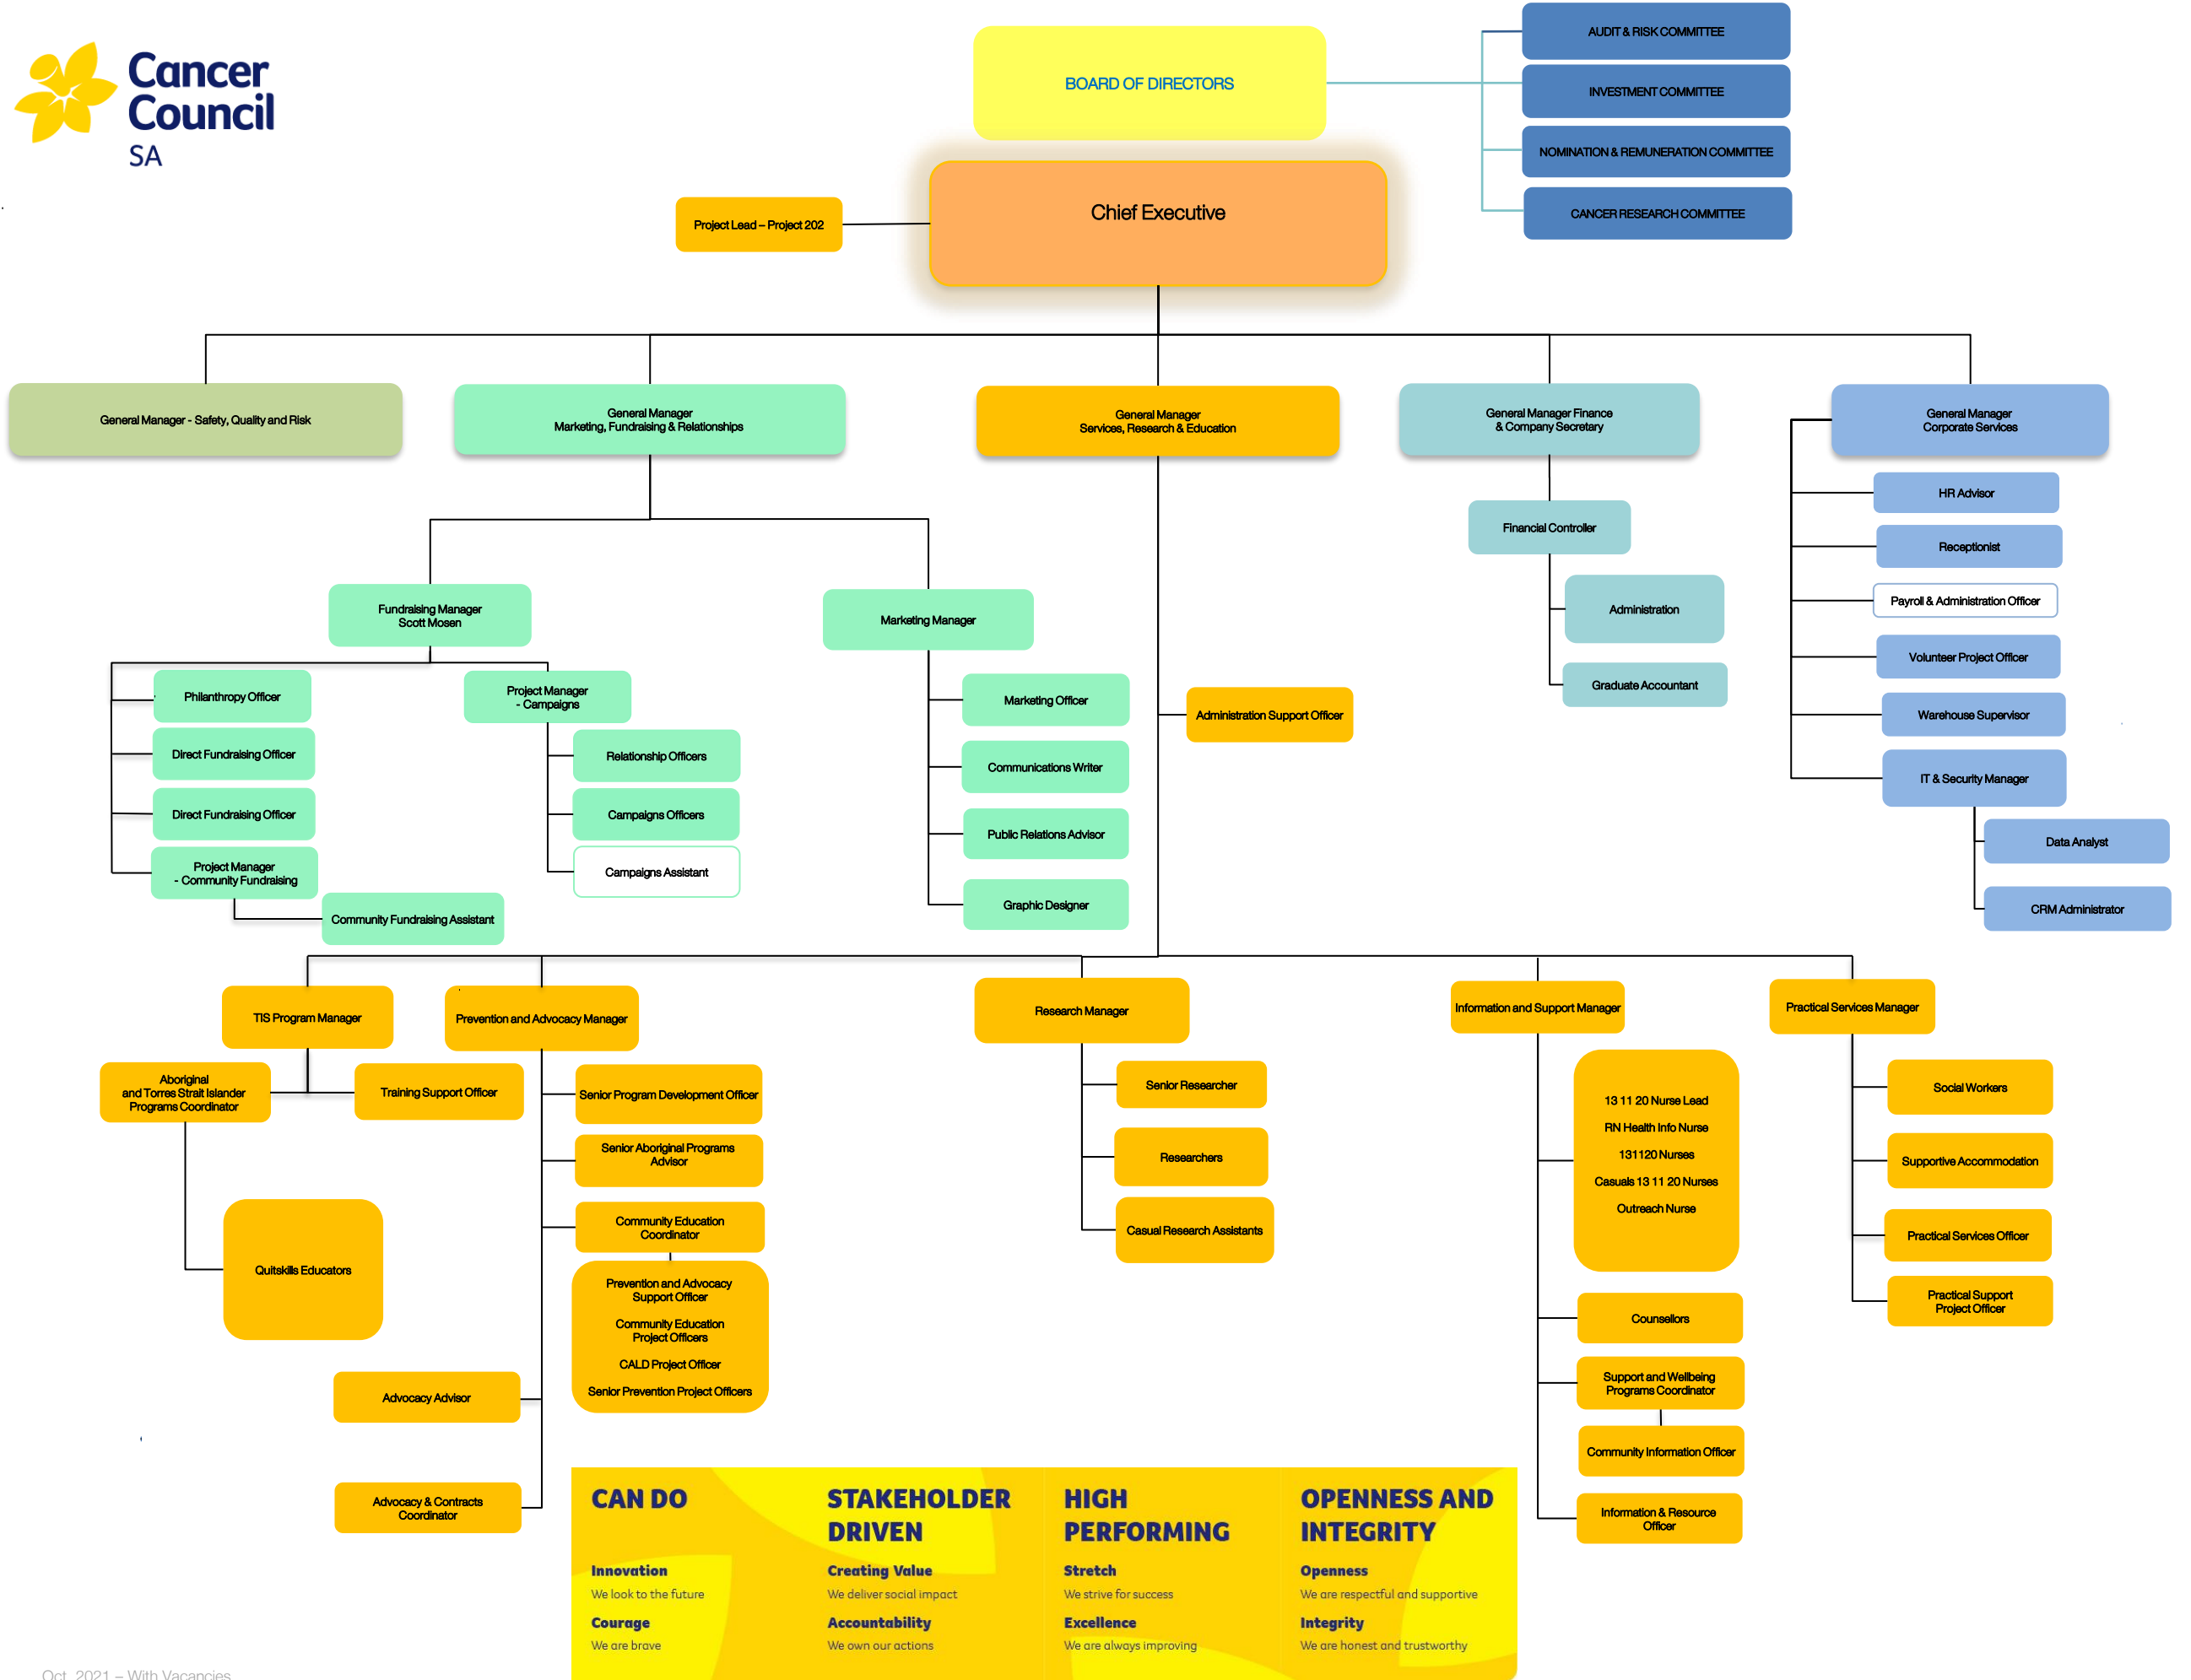 Cancer
Council
SA
BOARD OF DIRECTORS
AUDIT & RISK COMMITTEE
INVESTMENT COMMITTEE
NOMINATION & REMUNERATION COMMITTEE
CANCER RESEARCH COMMITTEE
Chief Executive
Project Lead – Project 202
General Manager - Safety, Quality and Risk
General Manager
Marketing, Fundraising & Relationships
General Manager
Services, Research & Education
General Manager Finance
& Company Secretary
General Manager
Corporate Services
HR Advisor
Receptionist
Payroll & Administration Officer
Volunteer Project Officer
Warehouse Supervisor
IT & Security Manager
Data Analyst
CRM Administrator
Financial Controller
Administration
Graduate Accountant
Fundraising Manager
Scott Mosen
Marketing Manager
Philanthropy Officer
Direct Fundraising Officer
Direct Fundraising Officer
Project Manager
- Community Fundraising
Community Fundraising Assistant
Project Manager
- Campaigns
Relationship Officers
Campaigns Officers
Campaigns Assistant
Marketing Officer
Communications Writer
Public Relations Advisor
Graphic Designer
Administration Support Officer
TIS Program Manager
Prevention and Advocacy Manager
Research Manager
Information and Support Manager
Practical Services Manager
Aboriginal
and Torres Strait Islander
Programs Coordinator
Training Support Officer
Quitskills Educators
Senior Program Development Officer
Senior Aboriginal Programs
Advisor
Community Education
Coordinator
Prevention and Advocacy
Support Officer
Community Education
Project Officers
CALD Project Officer
Senior Prevention Project Officers
Advocacy Advisor
Advocacy & Contracts
Coordinator
Senior Researcher
Researchers
Casual Research Assistants
13 11 20 Nurse Lead
RN Health Info Nurse
131120 Nurses
Casuals 13 11 20 Nurses
Outreach Nurse
Counsellors
Support and Wellbeing
Programs Coordinator
Community Information Officer
Information & Resource
Officer
Social Workers
Supportive Accommodation
Practical Services Officer
Practical Support
Project Officer
CAN DO
Innovation
We look to the future
Courage
We are brave
STAKEHOLDER
DRIVEN
Creating Value
We deliver social impact
Accountability
We own our actions
HIGH
PERFORMING
Stretch
We strive for success
Excellence
We are always improving
OPENNESS AND
INTEGRITY
Openness
We are respectful and supportive
Integrity
We are honest and trustworthy
Oct 2021 – With Vacancies